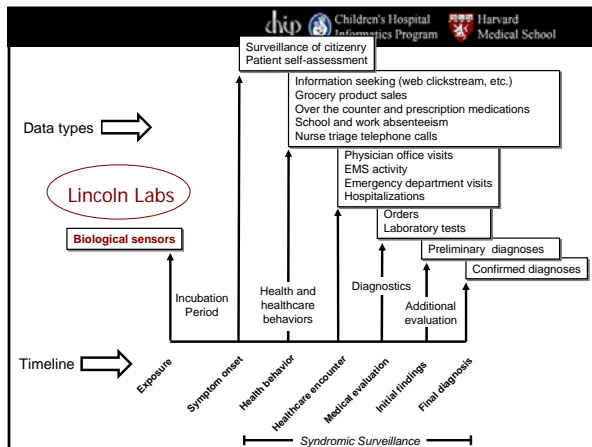 chip
Children's Hospital
Informatics Program
Harvard
Medical School
Surveillance of citizenry
Patient self-assessment
Information seeking (web clickstream, etc.)
Grocery product sales
Over the counter and prescription medications
School and work absenteeism
Nurse triage telephone calls
Data types
Physician office visits
EMS activity
Emergency department visits
Hospitalizations
Lincoln Labs
Orders
Laboratory tests
Biological sensors
Preliminary diagnoses
Confirmed diagnoses
Incubation
Period
Health and
healthcare
behaviors
Diagnostics
Additional
evaluation
Timeline
Exposure
Symptom onset
Health behavior
Healthcare encounter
Medical evaluation
Initial findings
Final diagnosis
Syndromic Surveillance